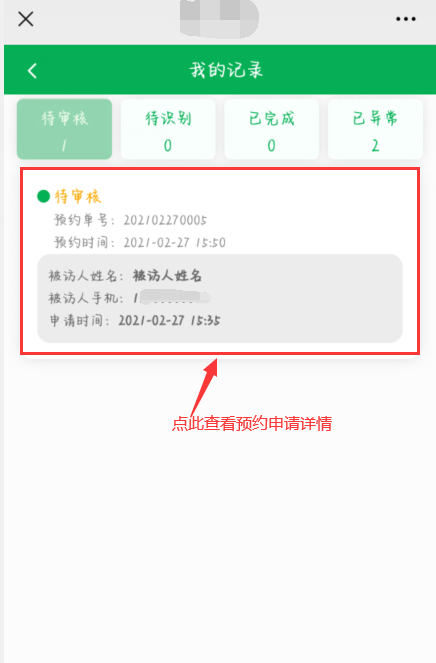 我的记录
待审核 待识别 已完成 已异常
1 0 0 2
待审核
预约单号：202102270005
预约时间：2021-02-27 15:50
被访人姓名：被访人姓名
被访人手机：1
申请时间：2021-02-27 15:35
点此查看预约申请详情